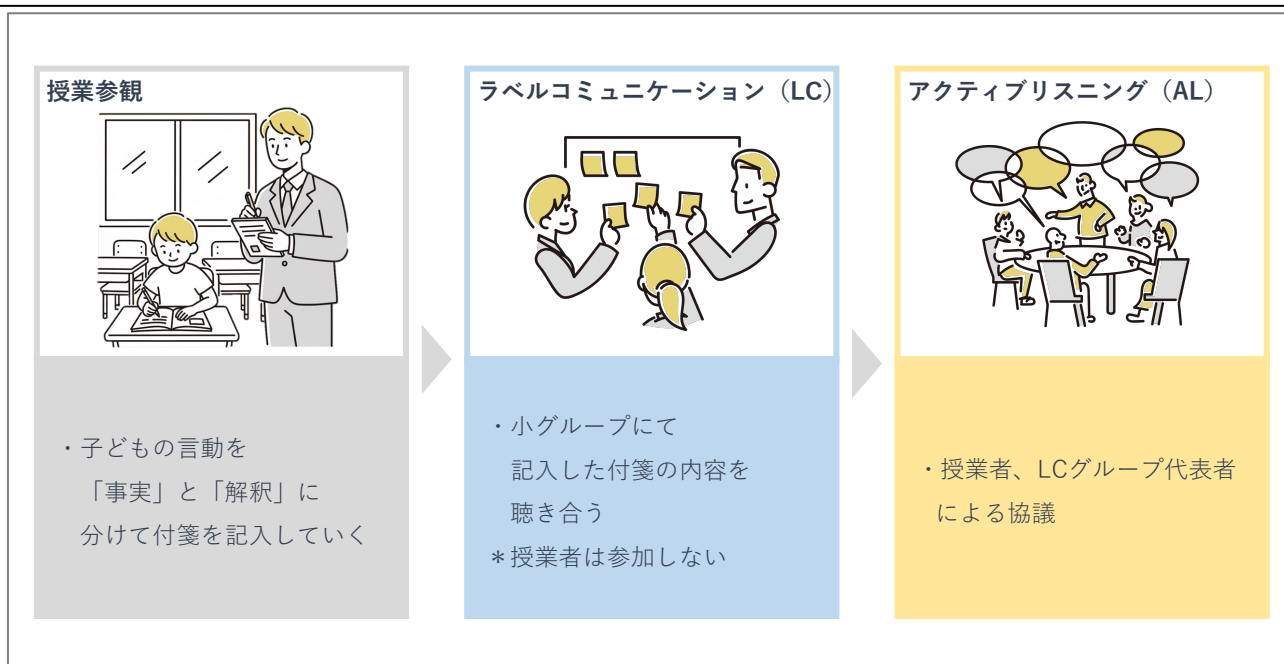 授業参観
・子どもの言動を
「事実」と「解釈」に
分けて付箋を記入していく
ラベルコミュニケーション（LC）
・小グループにて
記入した付箋の内容を
聴き合う
＊授業者は参加しない
アクティブリスニング（AL）
・授業者、LCグループ代表者
による協議